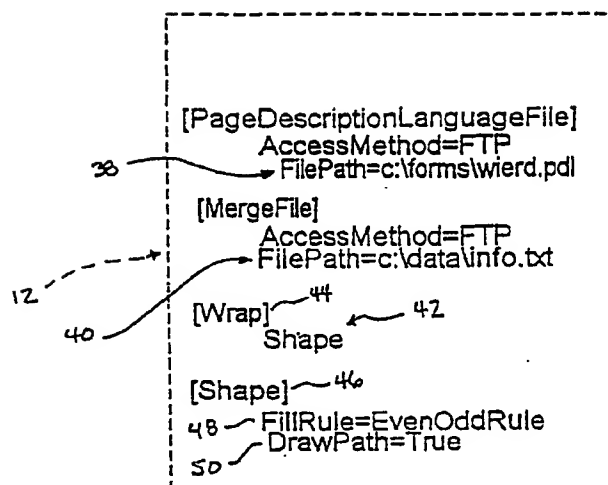 [PageDescriptionLanguageFile]
AccessMethod=FTP
38 FilePath=c:\forms\wierd.pdl
[MergeFile]
AccessMethod=FTP
FilePath=c:\data\info.txt
12
40
[Wrap] 44 42
Shape
[Shape] 46
48 FillRule=EvenOddRule
50 DrawPath=True